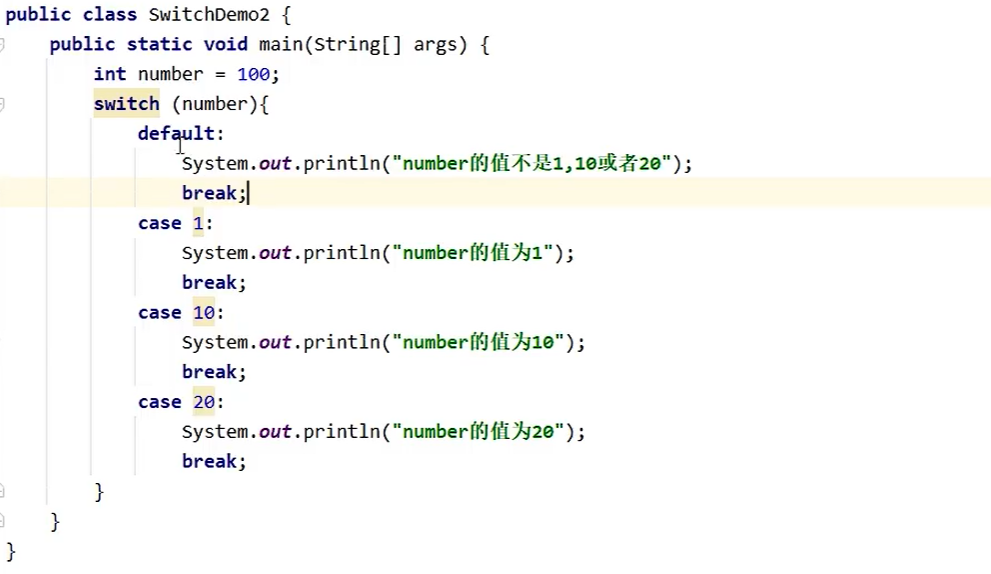 public class SwitchDemo2 {
    public static void main(String[] args) {
        int number = 100;
        switch (number){
            default:
                System.out.println("number的值不是1,10或者20");
                break;
            case 1:
                System.out.println("number的值为1");
                break;
            case 10:
                System.out.println("number的值为10");
                break;
            case 20:
                System.out.println("number的值为20");
                break;
        }
    }
}